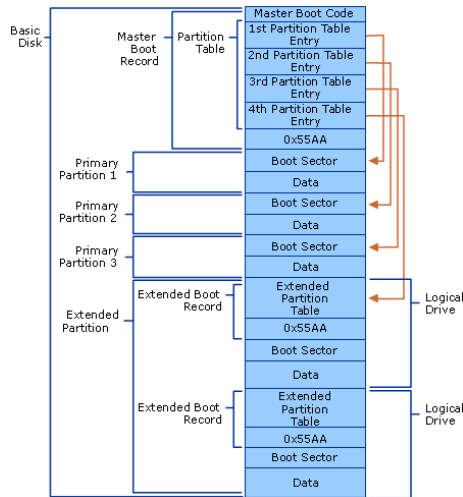 Basic
Disk
Master
Boot
Record
Partition
Table
Master Boot Code
1st Partition Table
Entry
2nd Partition Table
Entry
3rd Partition Table
Entry
4th Partition Table
Entry
0x55AA
Primary
Partition 1
Boot Sector
Data
Primary
Partition 2
Boot Sector
Data
Primary
Partition 3
Boot Sector
Data
Extended
Partition
Extended Boot
Record
Extended
Partition
Table
0x55AA
Boot Sector
Data
Logical
Drive
Extended Boot
Record
Extended
Partition
Table
0x55AA
Boot Sector
Data
Logical
Drive